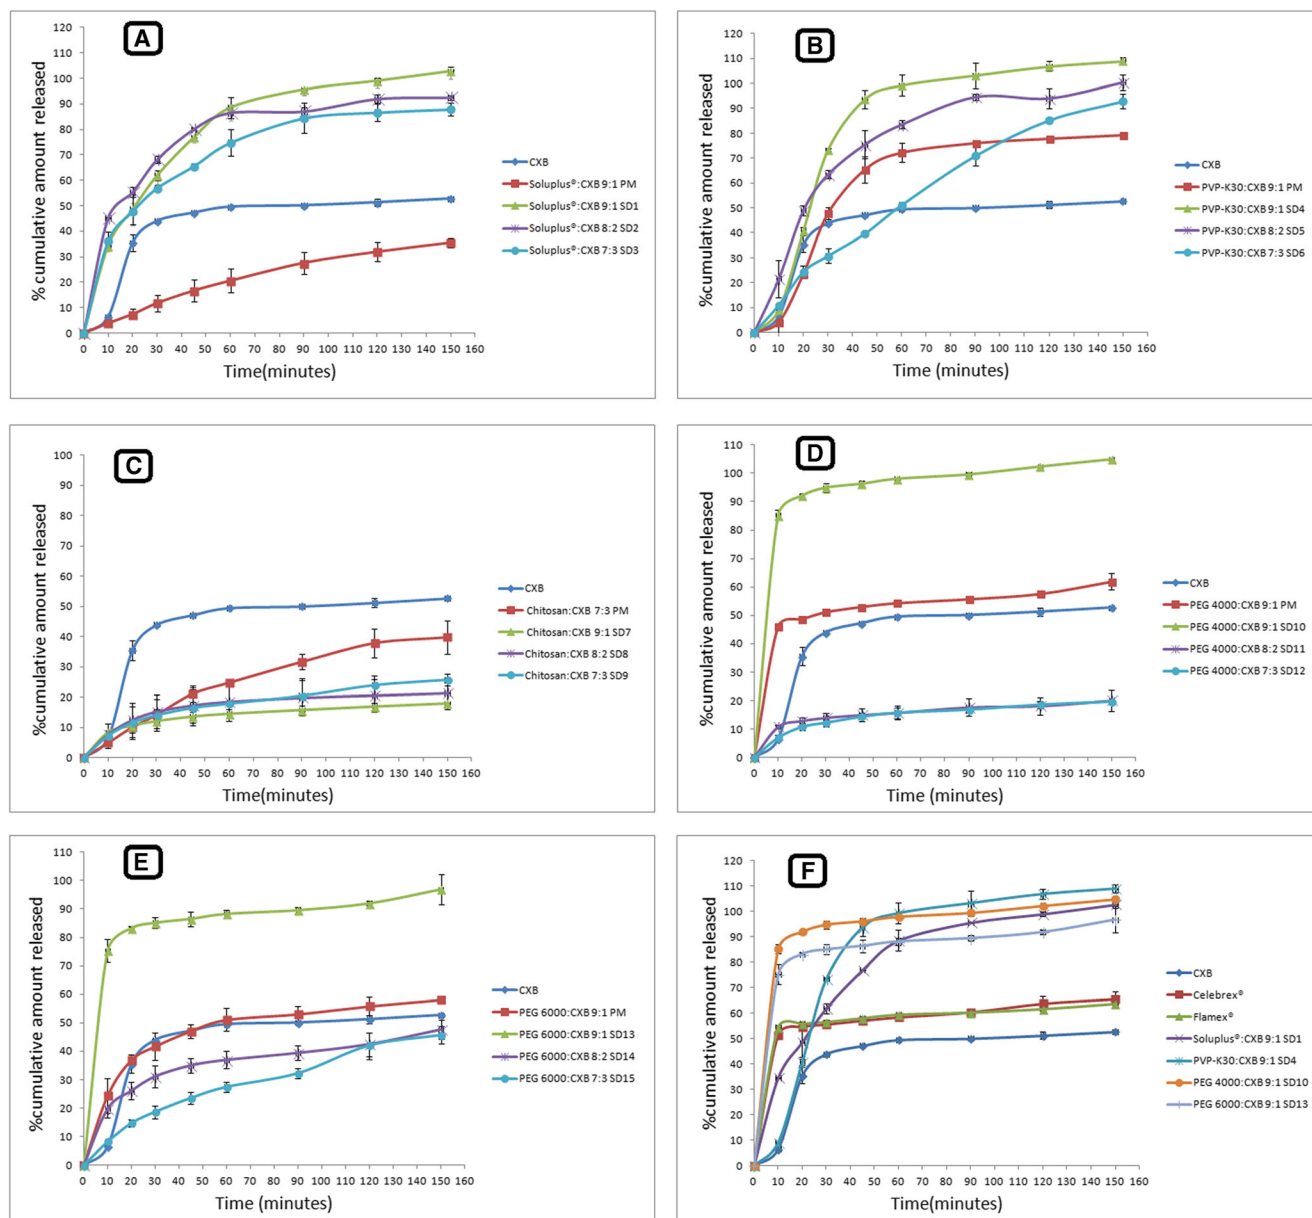 A
% cumulative amount released
120
110
100
90
80
70
60
50
40
30
20
10
0
0 10 20 30 40 50 60 70 80 90 100 110 120 130 140 150 160
Time(minutes)
CXB
Soluplus®:CXB 9:1 PM
Soluplus®:CXB 9:1 SD1
Soluplus®:CXB 8:2 SD2
Soluplus®:CXB 7:3 SD3
B
%cumulative amount released
120
110
100
90
80
70
60
50
40
30
20
10
0
0 10 20 30 40 50 60 70 80 90 100 110 120 130 140 150 160
Time (minutes)
CXB
PVP-K30:CXB 9:1 PM
PVP-K30:CXB 9:1 SD4
PVP-K30:CXB 8:2 SD5
PVP-K30:CXB 7:3 SD6
C
%cumulative amount released
100
90
80
70
60
50
40
30
20
10
0
0 10 20 30 40 50 60 70 80 90 100 110 120 130 140 150 160
Time(minutes)
CXB
Chitosan:CXB 7:3 PM
Chitosan:CXB 9:1 SD7
Chitosan:CXB 8:2 SD8
Chitosan:CXB 7:3 SD9
D
%cumulative amount released
110
100
90
80
70
60
50
40
30
20
10
0
0 10 20 30 40 50 60 70 80 90 100 110 120 130 140 150 160
Time(minutes)
CXB
PEG 4000:CXB 9:1 PM
PEG 4000:CXB 9:1 SD10
PEG 4000:CXB 8:2 SD11
PEG 4000:CXB 7:3 SD12
E
%cumulative amount released
110
100
90
80
70
60
50
40
30
20
10
0
0 10 20 30 40 50 60 70 80 90 100 110 120 130 140 150 160
Time (minutes)
CXB
PEG 6000:CXB 9:1 PM
PEG 6000:CXB 9:1 SD13
PEG 6000:CXB 8:2 SD14
PEG 6000:CXB 7:3 SD15
F
%cumulative amount released
120
110
100
90
80
70
60
50
40
30
20
10
0
0 10 20 30 40 50 60 70 80 90 100 110 120 130 140 150 160
Time(minutes)
CXB
Celebrex®
Flamex®
Soluplus®:CXB 9:1 SD1
PVP-K30:CXB 9:1 SD4
PEG 4000:CXB 9:1 SD10
PEG 6000:CXB 9:1 SD13